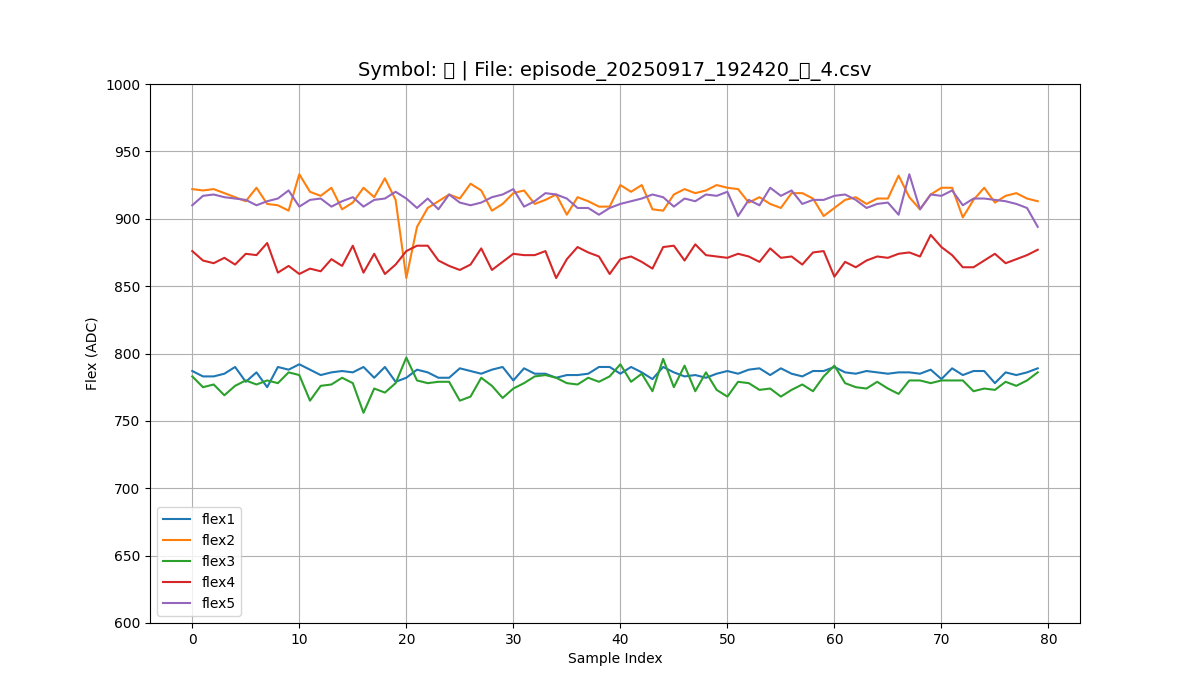 Symbol: | File: episode_20250917_192420_ _4.csv
1000
950
900
850
800
750
700
650
600
Flex (ADC)
flex1
flex2
flex3
flex4
flex5
0 10 20 30 40 50 60 70 80
Sample Index